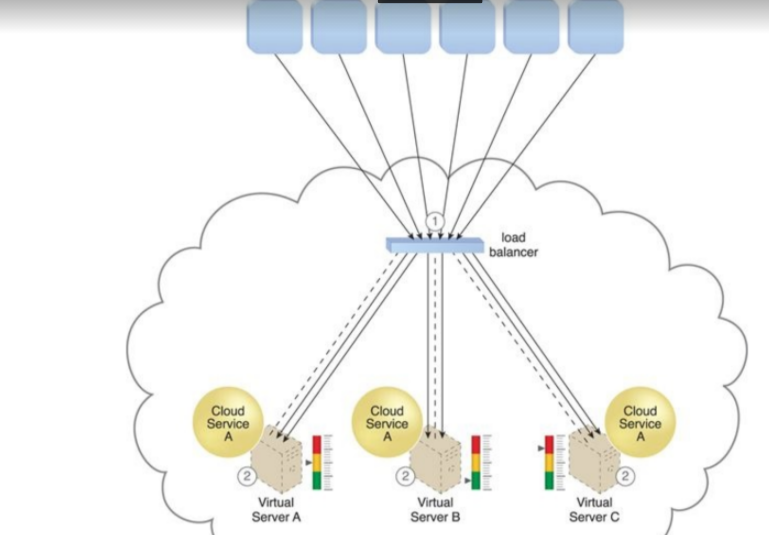 1
load
balancer
Cloud
Service
A
Cloud
Service
A
Cloud
Service
A
2
2
2
Virtual
Server A
Virtual
Server B
Virtual
Server C